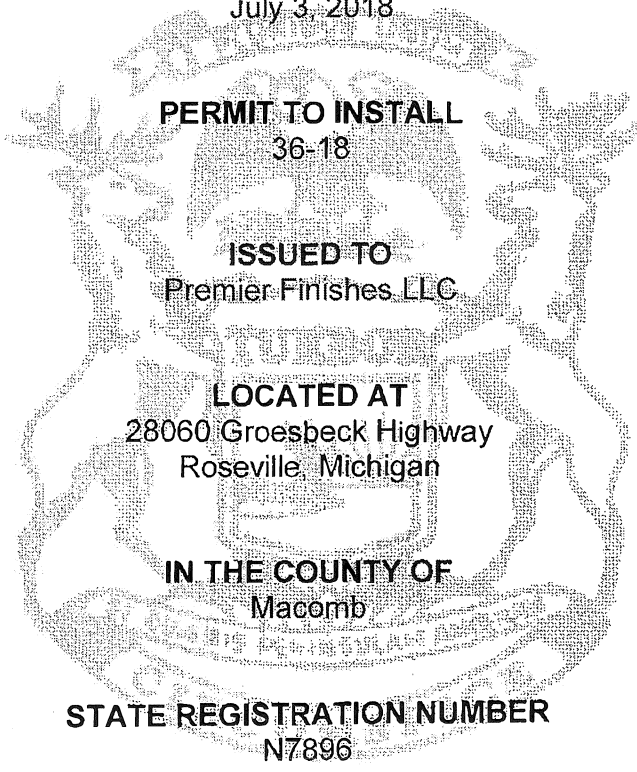 July 3, 2018
PERMIT TO INSTALL
36-18
ISSUED TO
Premier Finishes LLC
TUEBOR
LOCATED AT
28060 Groesbeck Highway
Roseville, Michigan
IN THE COUNTY OF
Macomb
STATE REGISTRATION NUMBER
N7896